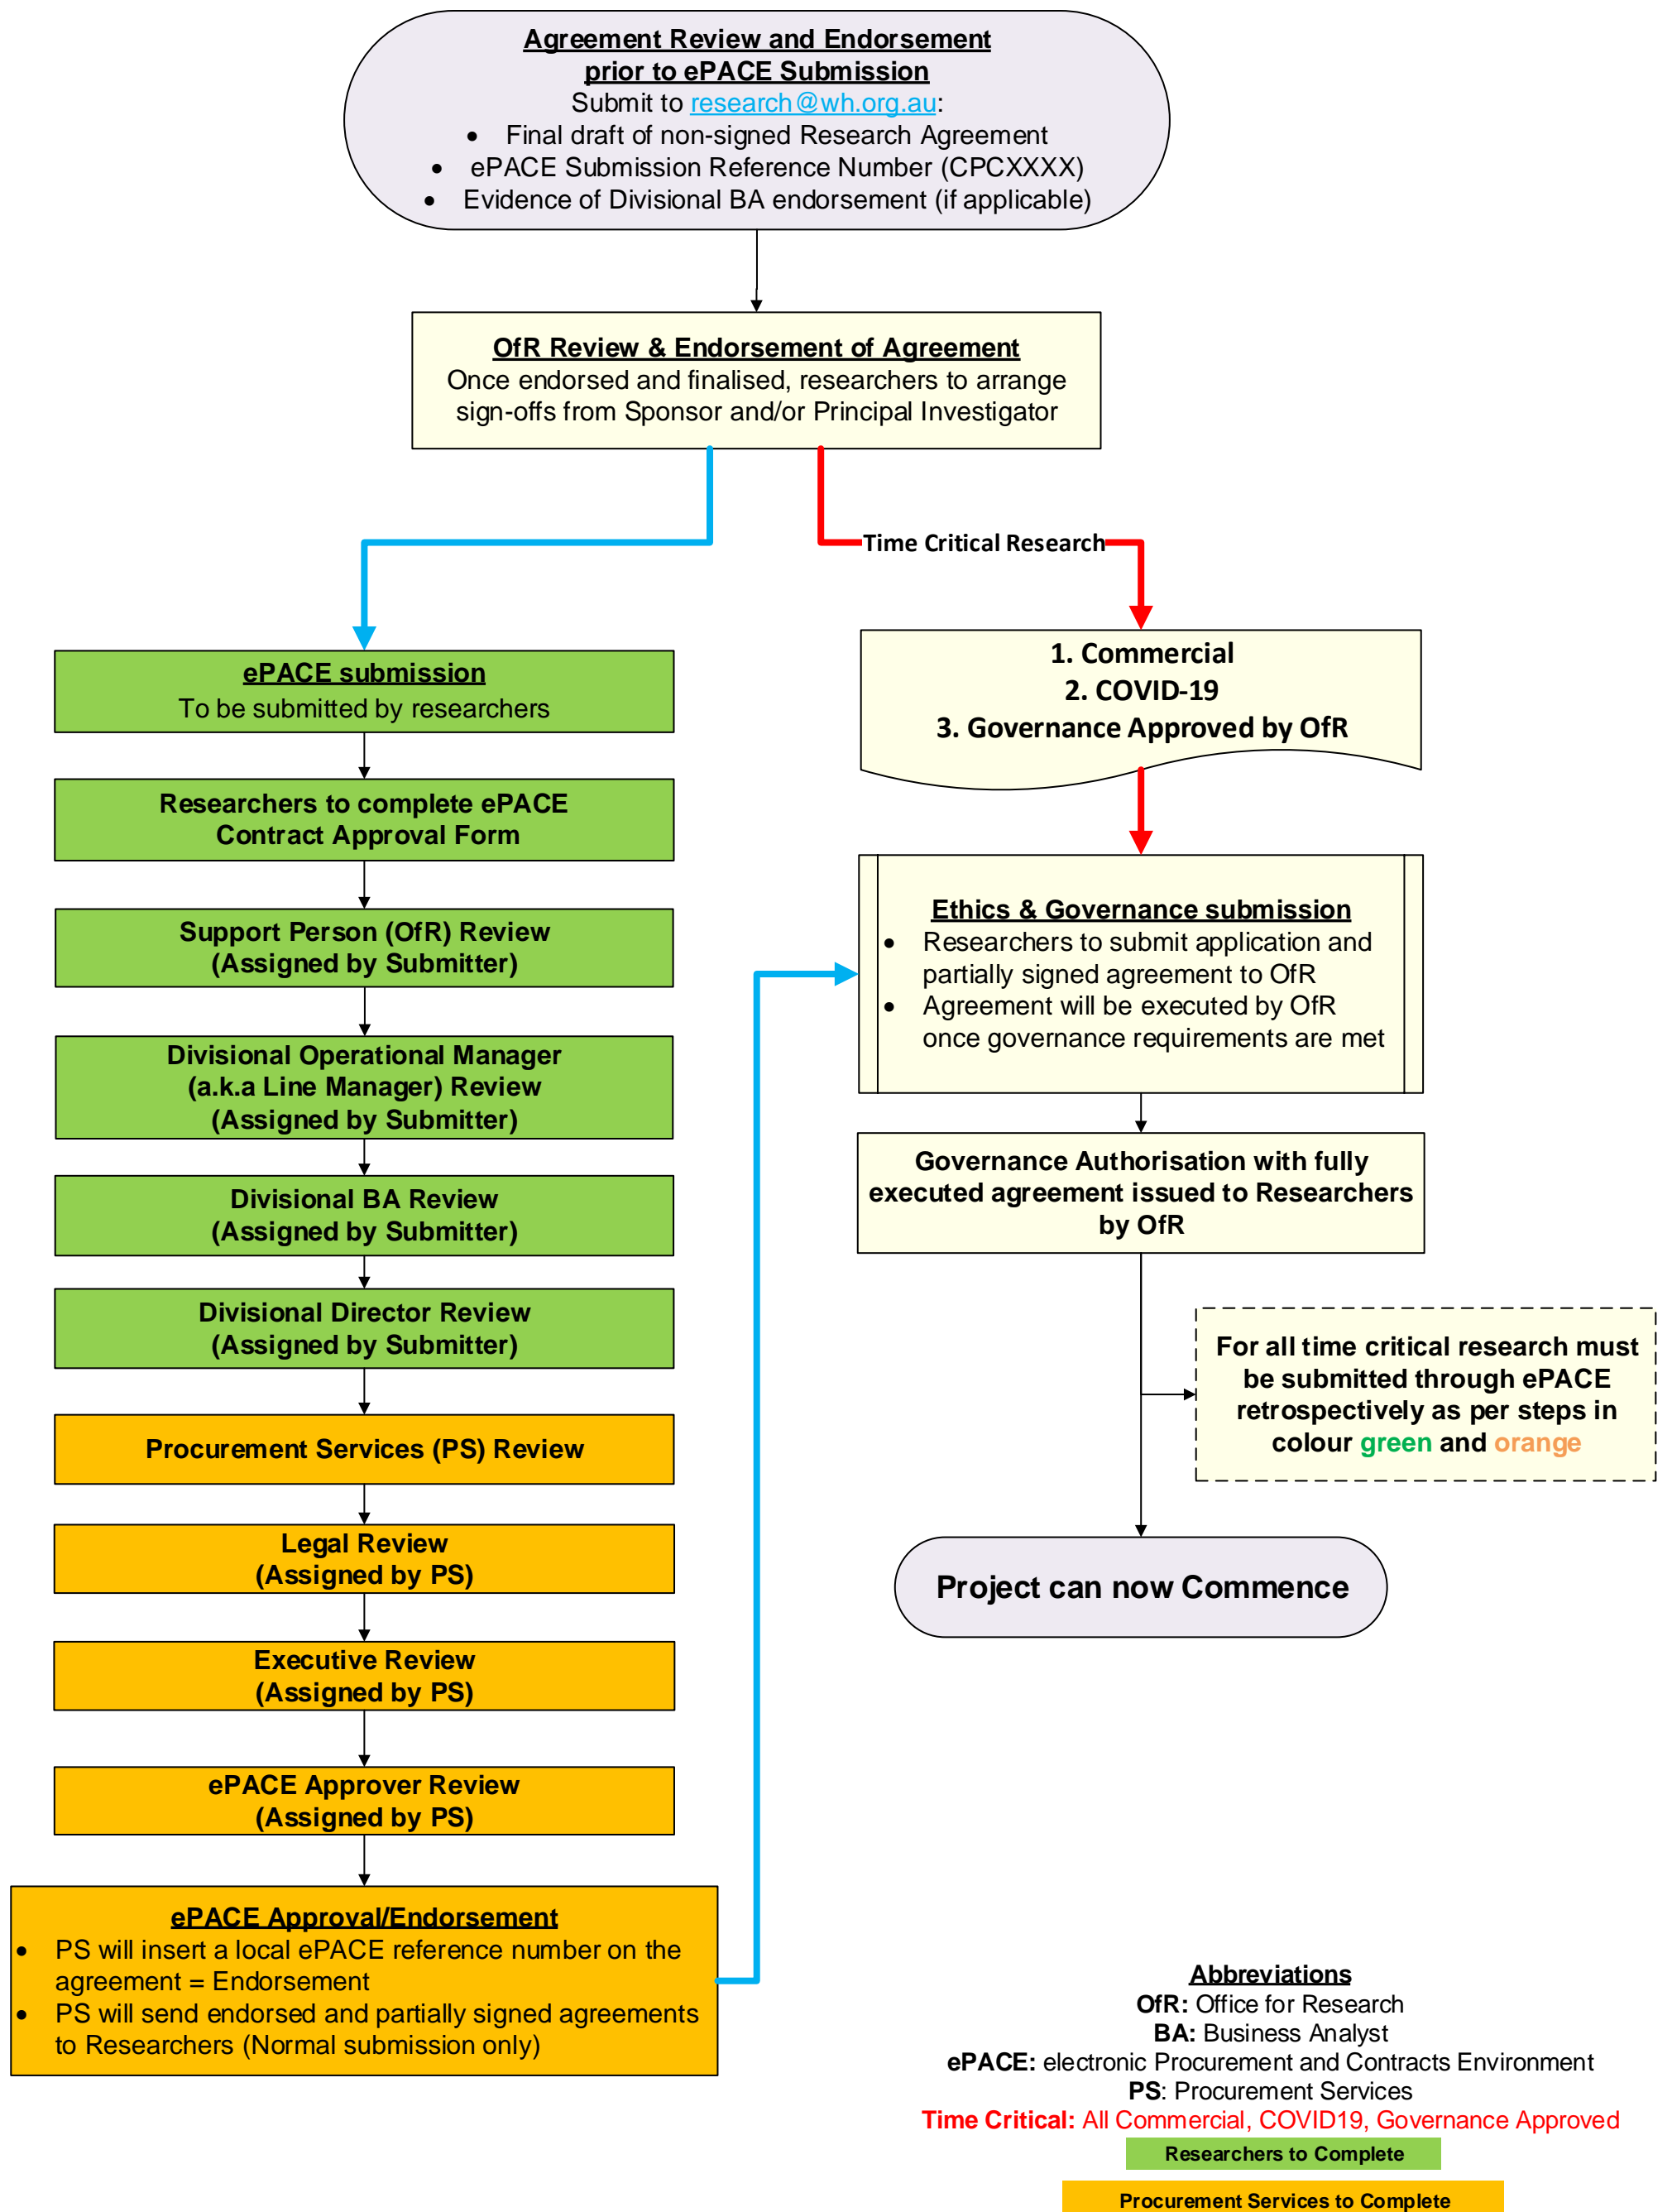 Agreement Review and Endorsement
prior to ePACE Submission
Submit to research@wh.org.au:
• Final draft of non-signed Research Agreement
• ePACE Submission Reference Number (CPCXXXX)
• Evidence of Divisional BA endorsement (if applicable)
OfR Review & Endorsement of Agreement
Once endorsed and finalised, researchers to arrange
sign-offs from Sponsor and/or Principal Investigator
Time Critical Research
ePACE submission
To be submitted by researchers
Researchers to complete ePACE
Contract Approval Form
Support Person (OfR) Review
(Assigned by Submitter)
Divisional Operational Manager
(a.k.a Line Manager) Review
(Assigned by Submitter)
Divisional BA Review
(Assigned by Submitter)
Divisional Director Review
(Assigned by Submitter)
Procurement Services (PS) Review
Legal Review
(Assigned by PS)
Executive Review
(Assigned by PS)
ePACE Approver Review
(Assigned by PS)
ePACE Approval/Endorsement
• PS will insert a local ePACE reference number on the
agreement = Endorsement
• PS will send endorsed and partially signed agreements
to Researchers (Normal submission only)
1. Commercial
2. COVID-19
3. Governance Approved by OfR
Ethics & Governance submission
• Researchers to submit application and
partially signed agreement to OfR
• Agreement will be executed by OfR
once governance requirements are met
Governance Authorisation with fully
executed agreement issued to Researchers
by OfR
For all time critical research must
be submitted through ePACE
retrospectively as per steps in
colour green and orange
Project can now Commence
Abbreviations
OfR: Office for Research
BA: Business Analyst
ePACE: electronic Procurement and Contracts Environment
PS: Procurement Services
Time Critical: All Commercial, COVID19, Governance Approved
Researchers to Complete
Procurement Services to Complete